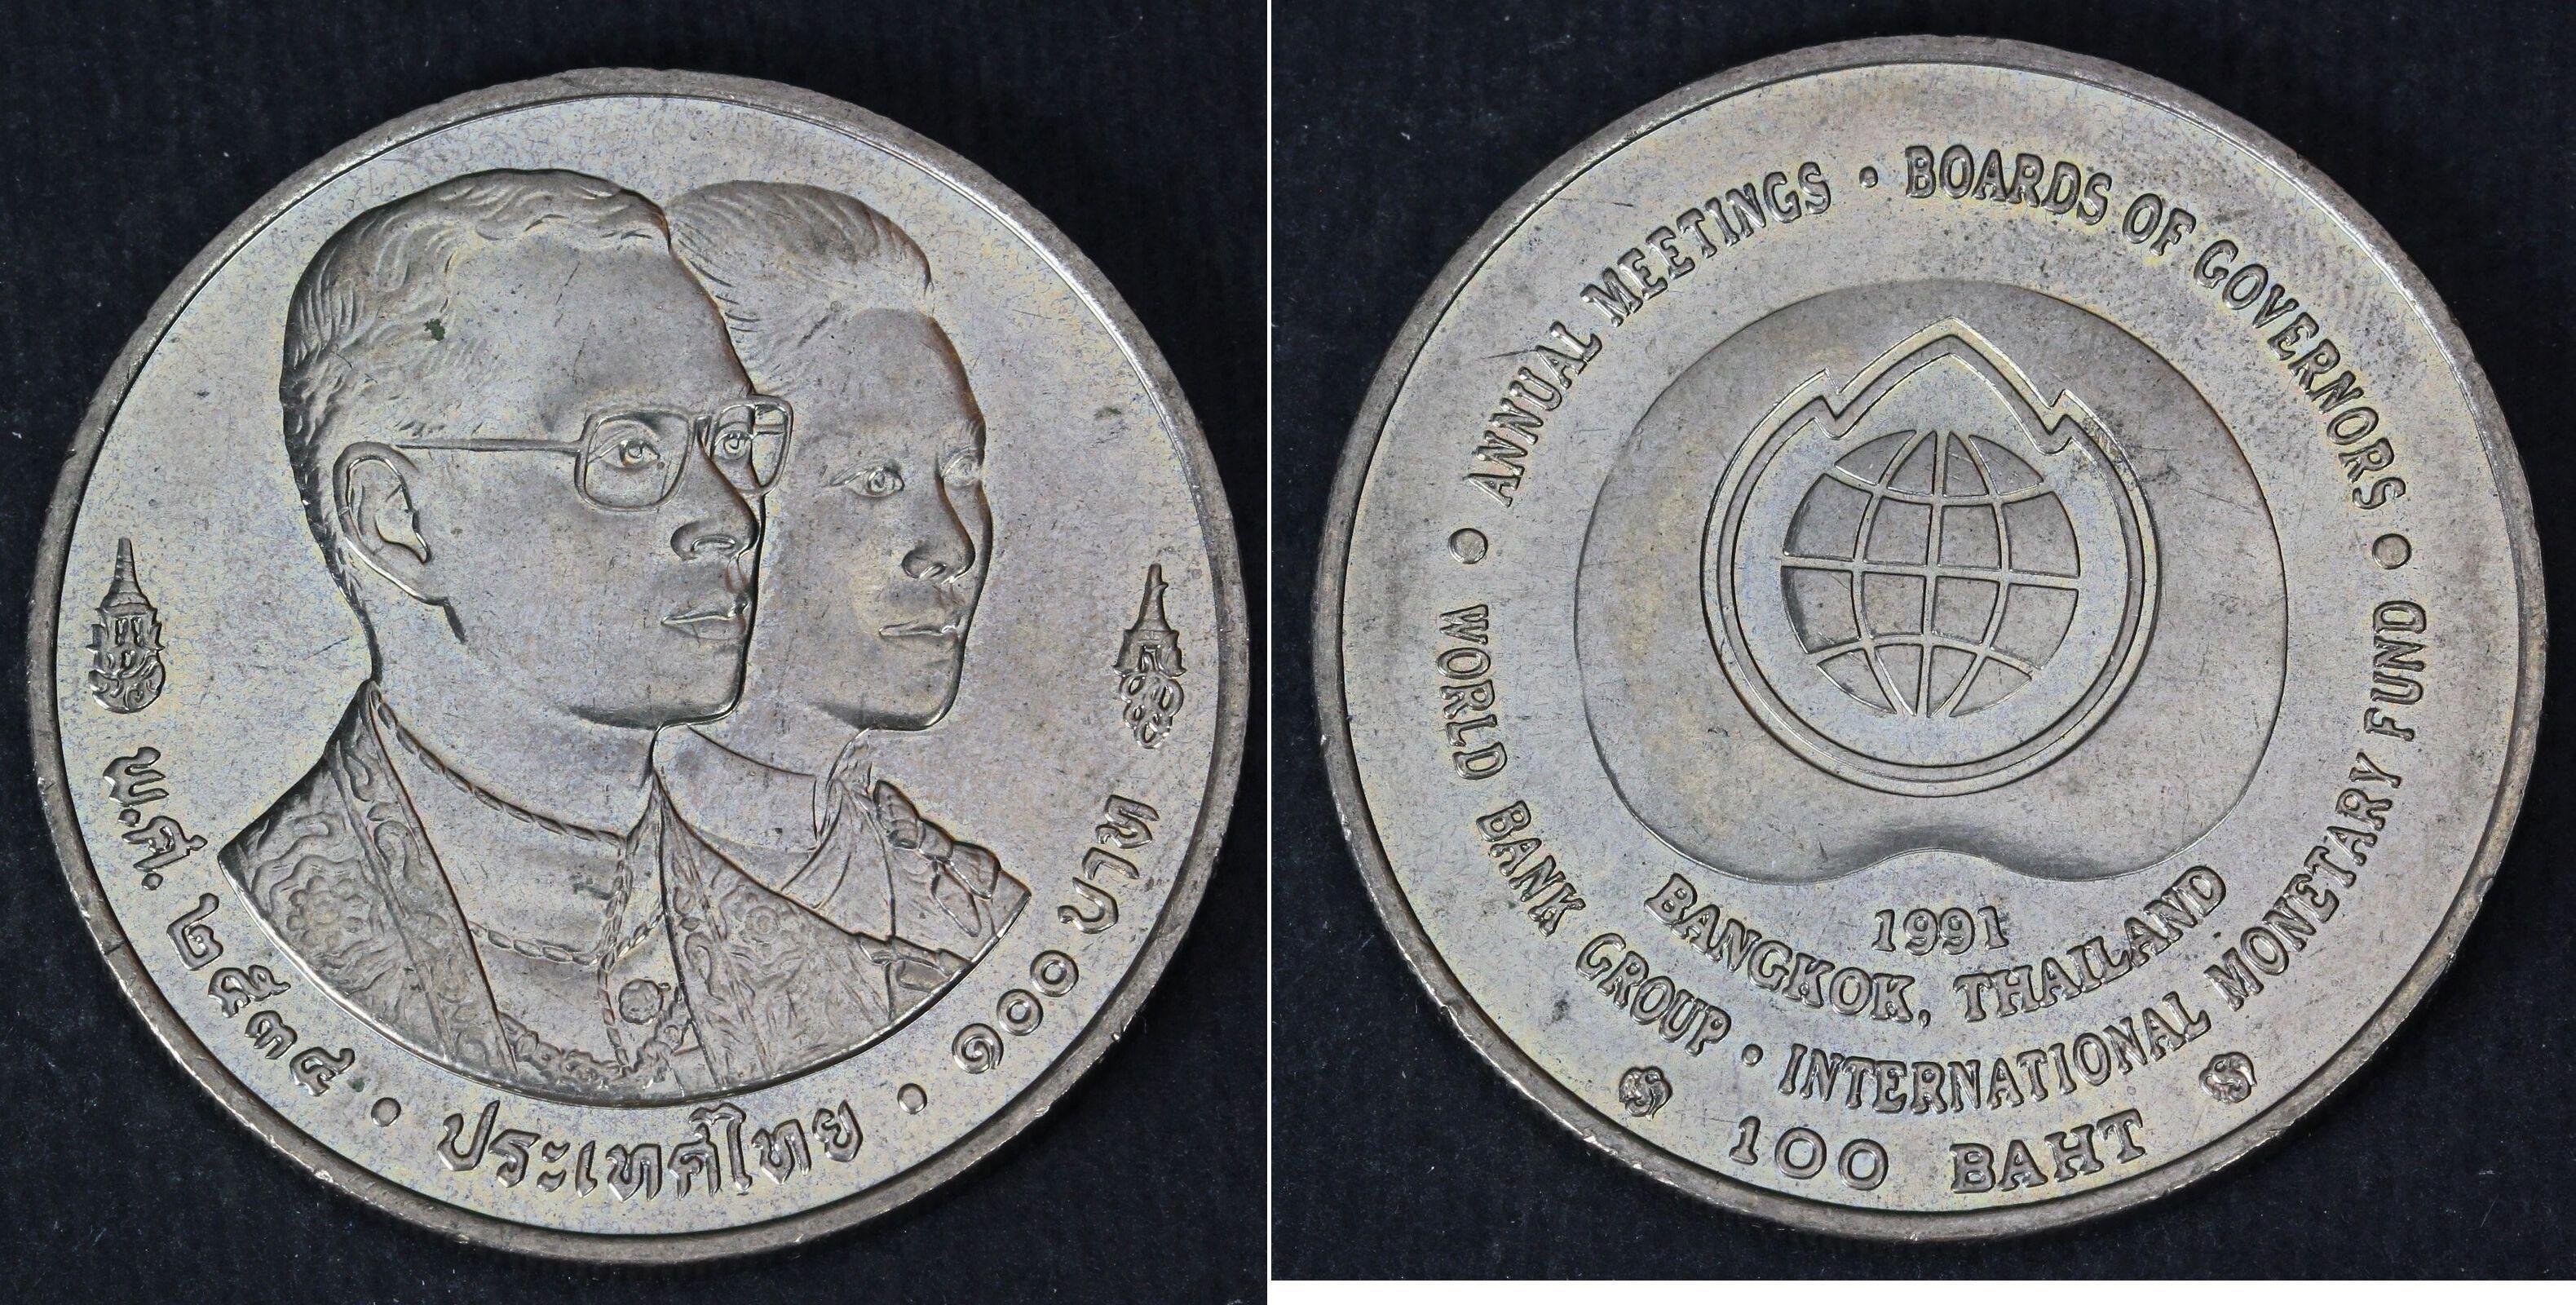 พ.ศ. ๒๕๓๔ • ประเทศไทย • ๑๐๐ บาท
ANNUAL MEETINGS • BOARDS OF GOVERNORS
WORLD BANK GROUP • INTERNATIONAL MONETARY FUND
1991
BANGKOK, THAILAND
100 BAHT